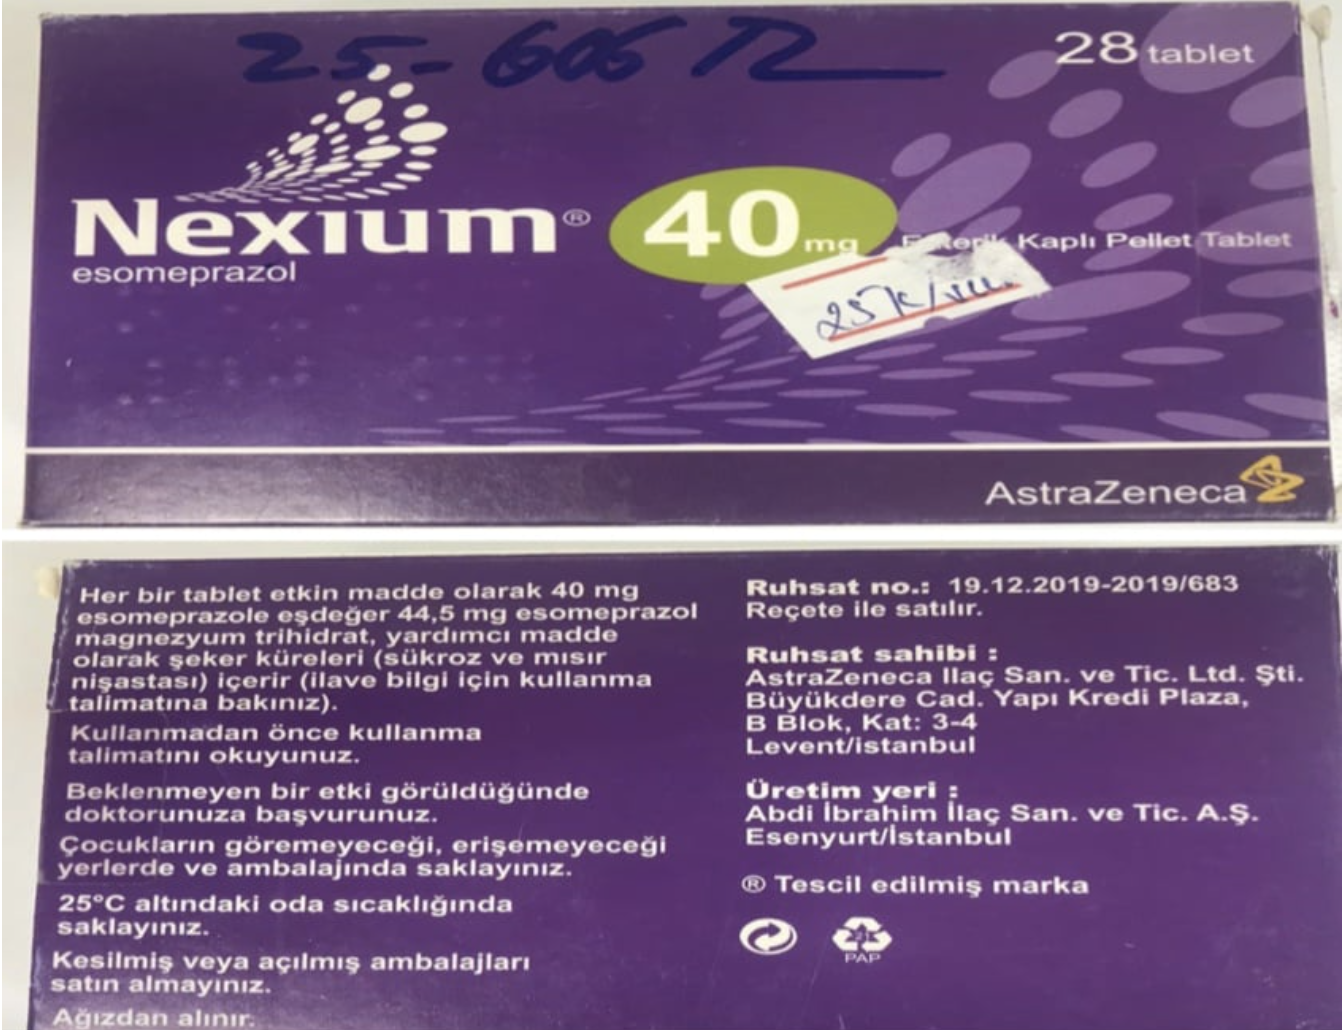 25-606 TL
28 tablet
Nexium®
esomeprazol
40 mg
Enterik Kaplı Pellet Tablet
25TL
AstraZeneca
Her bir tablet etkin madde olarak 40 mg
esomeprazole eşdeğer 44,5 mg esomeprazol
magnezyum trihidrat, yardımcı madde
olarak şeker küreleri (sükroz ve mısır
nişastası) içerir (ilave bilgi için kullanma
talimatına bakınız).
Kullanmadan önce kullanma
talimatını okuyunuz.
Beklenmeyen bir etki görüldüğünde
doktorunuza başvurunuz.
Çocukların göremeyeceği, erişemeyeceği
yerlerde ve ambalajında saklayınız.
25°C altındaki oda sıcaklığında
saklayınız.
Kesilmiş veya açılmış ambalajları
satın almayınız.
Ağızdan alınır.
Ruhsat no.: 19.12.2019-2019/683
Reçete ile satılır.
Ruhsat sahibi :
AstraZeneca Ilaç San. ve Tic. Ltd. Şti.
Büyükdere Cad. Yapı Kredi Plaza,
B Blok, Kat: 3-4
Levent/istanbul
Üretim yeri :
Abdi İbrahim İlaç San. ve Tic. A.Ş.
Esenyurt/İstanbul
® Tescil edilmiş marka
PAP